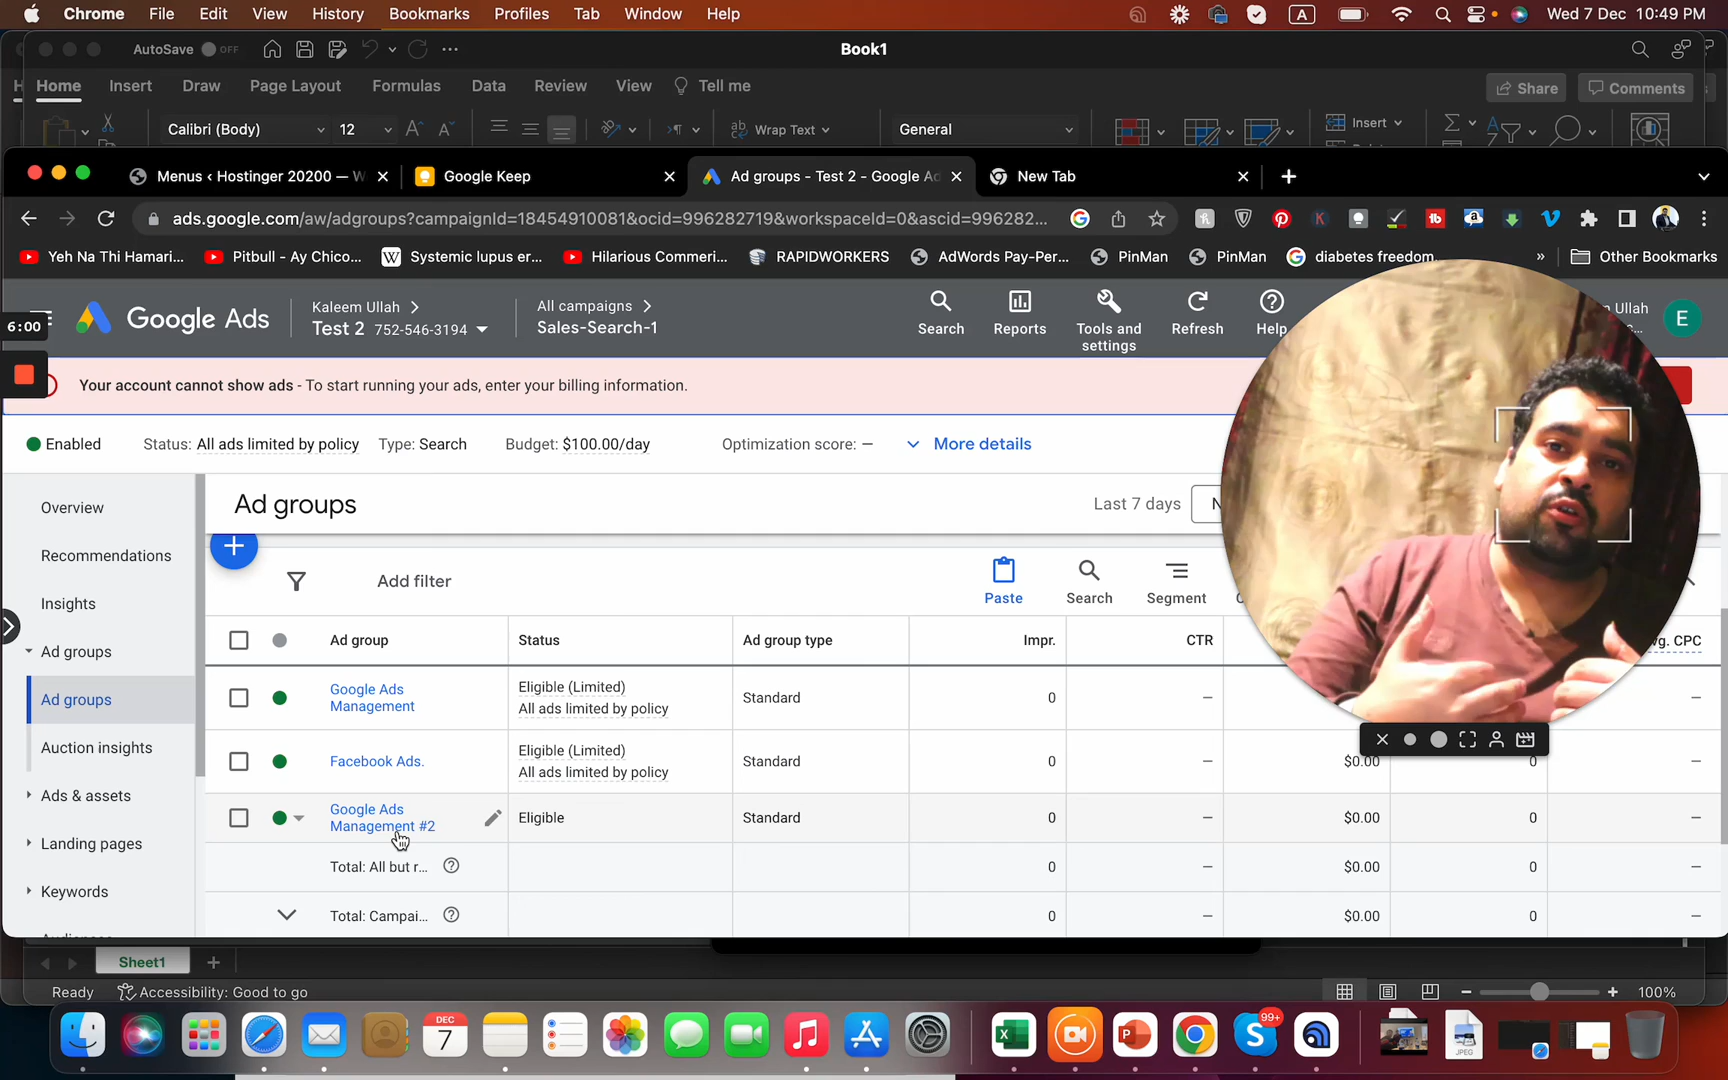 Chrome File Edit View History Bookmarks Profiles Tab Window Help A Wed 7 Dec 10:49 PM
AutoSave OFF Book1
Home Insert Draw Page Layout Formulas Data Review View Tell me Share Comments
Calibri (Body) 12 Wrap Text General Insert
Menus ‹ Hostinger 20200 — W Google Keep Ad groups - Test 2 - Google Ad New Tab
ads.google.com/aw/adgroups?campaignId=18454910081&ocid=996282719&workspaceId=0&ascid=996282...
Yeh Na Thi Hamari... Pitbull - Ay Chico... Systemic lupus er... Hilarious Commeri... RAPIDWORKERS AdWords Pay-Per... PinMan PinMan diabetes freedom » Other Bookmarks
Google Ads
Kaleem Ullah
Test 2 752-546-3194
All campaigns
Sales-Search-1
Search Reports Tools and settings Refresh Help
Ullah
E
6:00
Your account cannot show ads - To start running your ads, enter your billing information.
Enabled Status: All ads limited by policy Type: Search Budget: $100.00/day Optimization score: – More details
Overview
Recommendations
Insights
Ad groups
Ad groups
Auction insights
Ads & assets
Landing pages
Keywords
Ad groups Last 7 days
Add filter Paste Search Segment
Ad group Status Ad group type Impr. CTR vg. CPC
Google Ads Management Eligible (Limited) All ads limited by policy Standard 0 – –
Facebook Ads. Eligible (Limited) All ads limited by policy Standard 0 – $0.00 0 –
Google Ads Management #2 Eligible Standard 0 – $0.00 0 –
Total: All but r... 0 – $0.00 0 –
Total: Campai... 0 – $0.00 0 –
Sheet1
Ready Accessibility: Good to go 100%
DEC
7
99+
JPEG